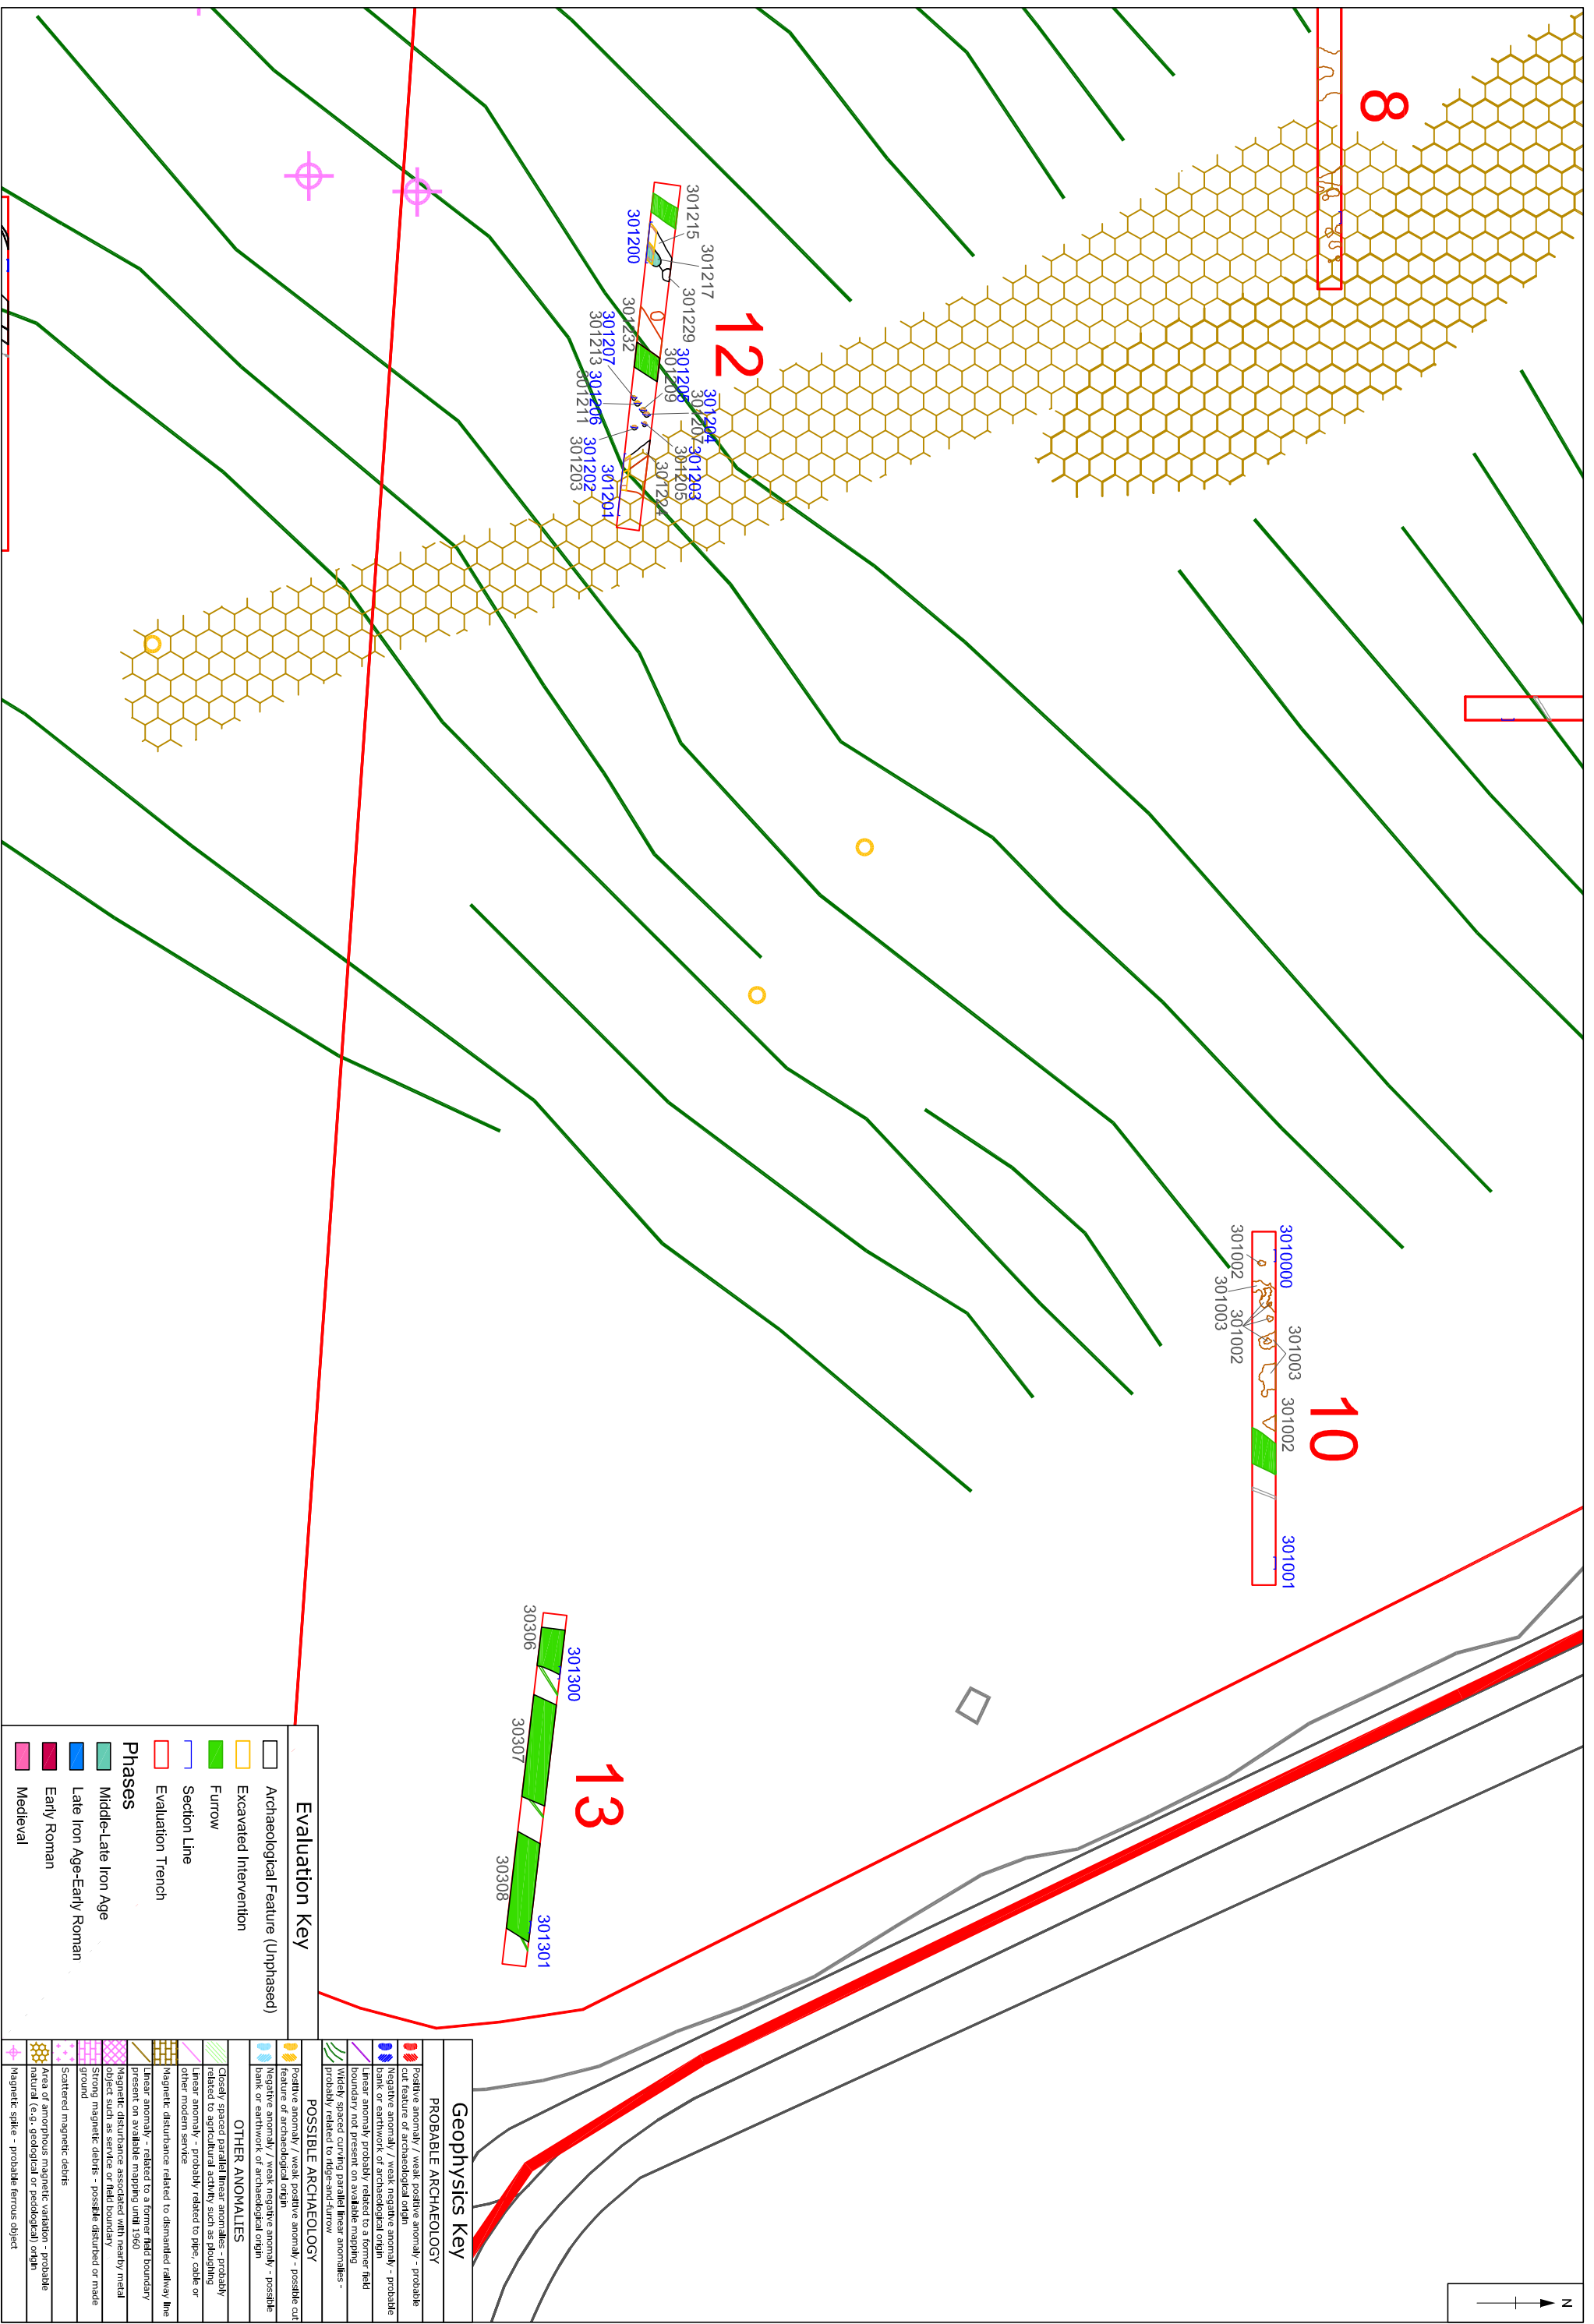 8
12
301215
301217
301229
301200
301232
301207
301213
301206
301211
301202
301203
301201
301205
301209
301204
301207
301203
301205
301224
10
3010000
301002
301003
301002
301003
301002
301001
13
30306
301300
30307
30308
301301
N
Evaluation Key
Archaeological Feature (Unphased)
Excavated Intervention
Furrow
Section Line
Evaluation Trench
Phases
Middle-Late Iron Age
Late Iron Age-Early Roman
Early Roman
Medieval
Geophysics Key
PROBABLE ARCHAEOLOGY
Positive anomaly / weak positive anomaly - probable
cut feature of archaeological origin
Negative anomaly / weak negative anomaly - probable
bank or earthwork of archaeological origin
Linear anomaly probably related to a former field
boundary not present on available mapping
Widely spaced curving parallel linear anomalies -
probably related to ridge-and-furrow
POSSIBLE ARCHAEOLOGY
Positive anomaly / weak positive anomaly - possible cut
feature of archaeological origin
Negative anomaly / weak negative anomaly - possible
bank or earthwork of archaeological origin
OTHER ANOMALIES
Closely spaced parallel linear anomalies - probably
related to agricultural activity such as ploughing
Linear anomaly - probably related to pipe, cable or
other modern service
Magnetic disturbance related to dismantled railway line
Linear anomaly - related to a former field boundary
present on available mapping until 1960
Magnetic disturbance associated with nearby metal
object such as service or field boundary
Strong magnetic debris - possible disturbed or made
ground
Scattered magnetic debris
Area of amorphous magnetic variation - probable
natural (e.g. geological or pedological) origin
Magnetic spike - probable ferrous object